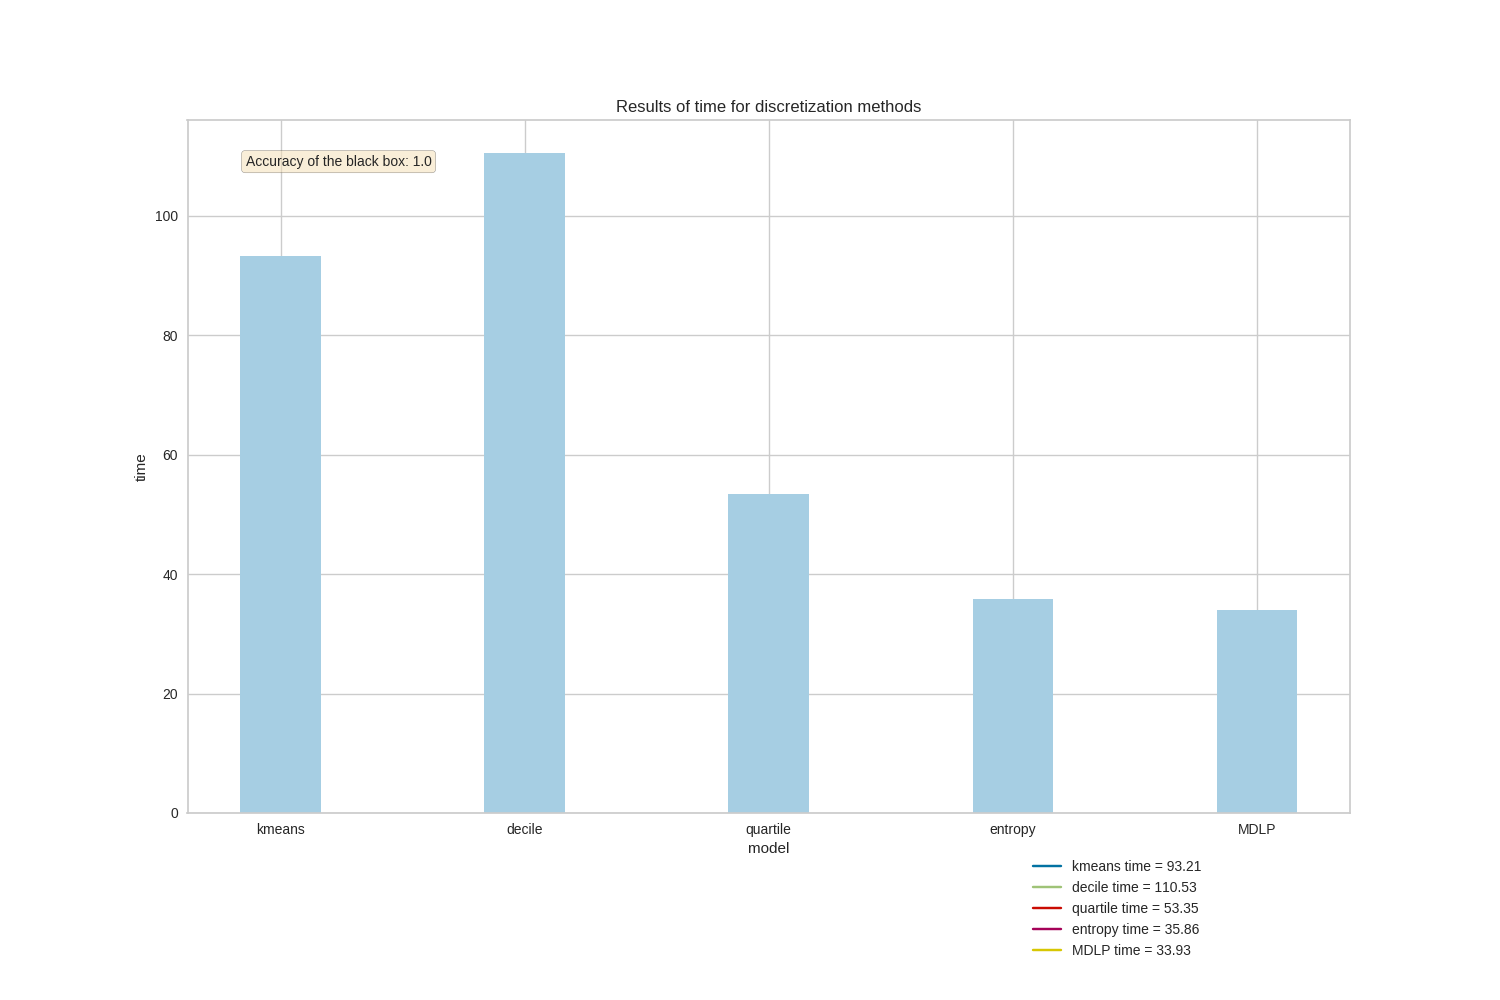 Results of time for discretization methods
Accuracy of the black box: 1.0
100
80
60
40
20
0
time
kmeans decile quartile entropy MDLP
model
kmeans time = 93.21
decile time = 110.53
quartile time = 53.35
entropy time = 35.86
MDLP time = 33.93